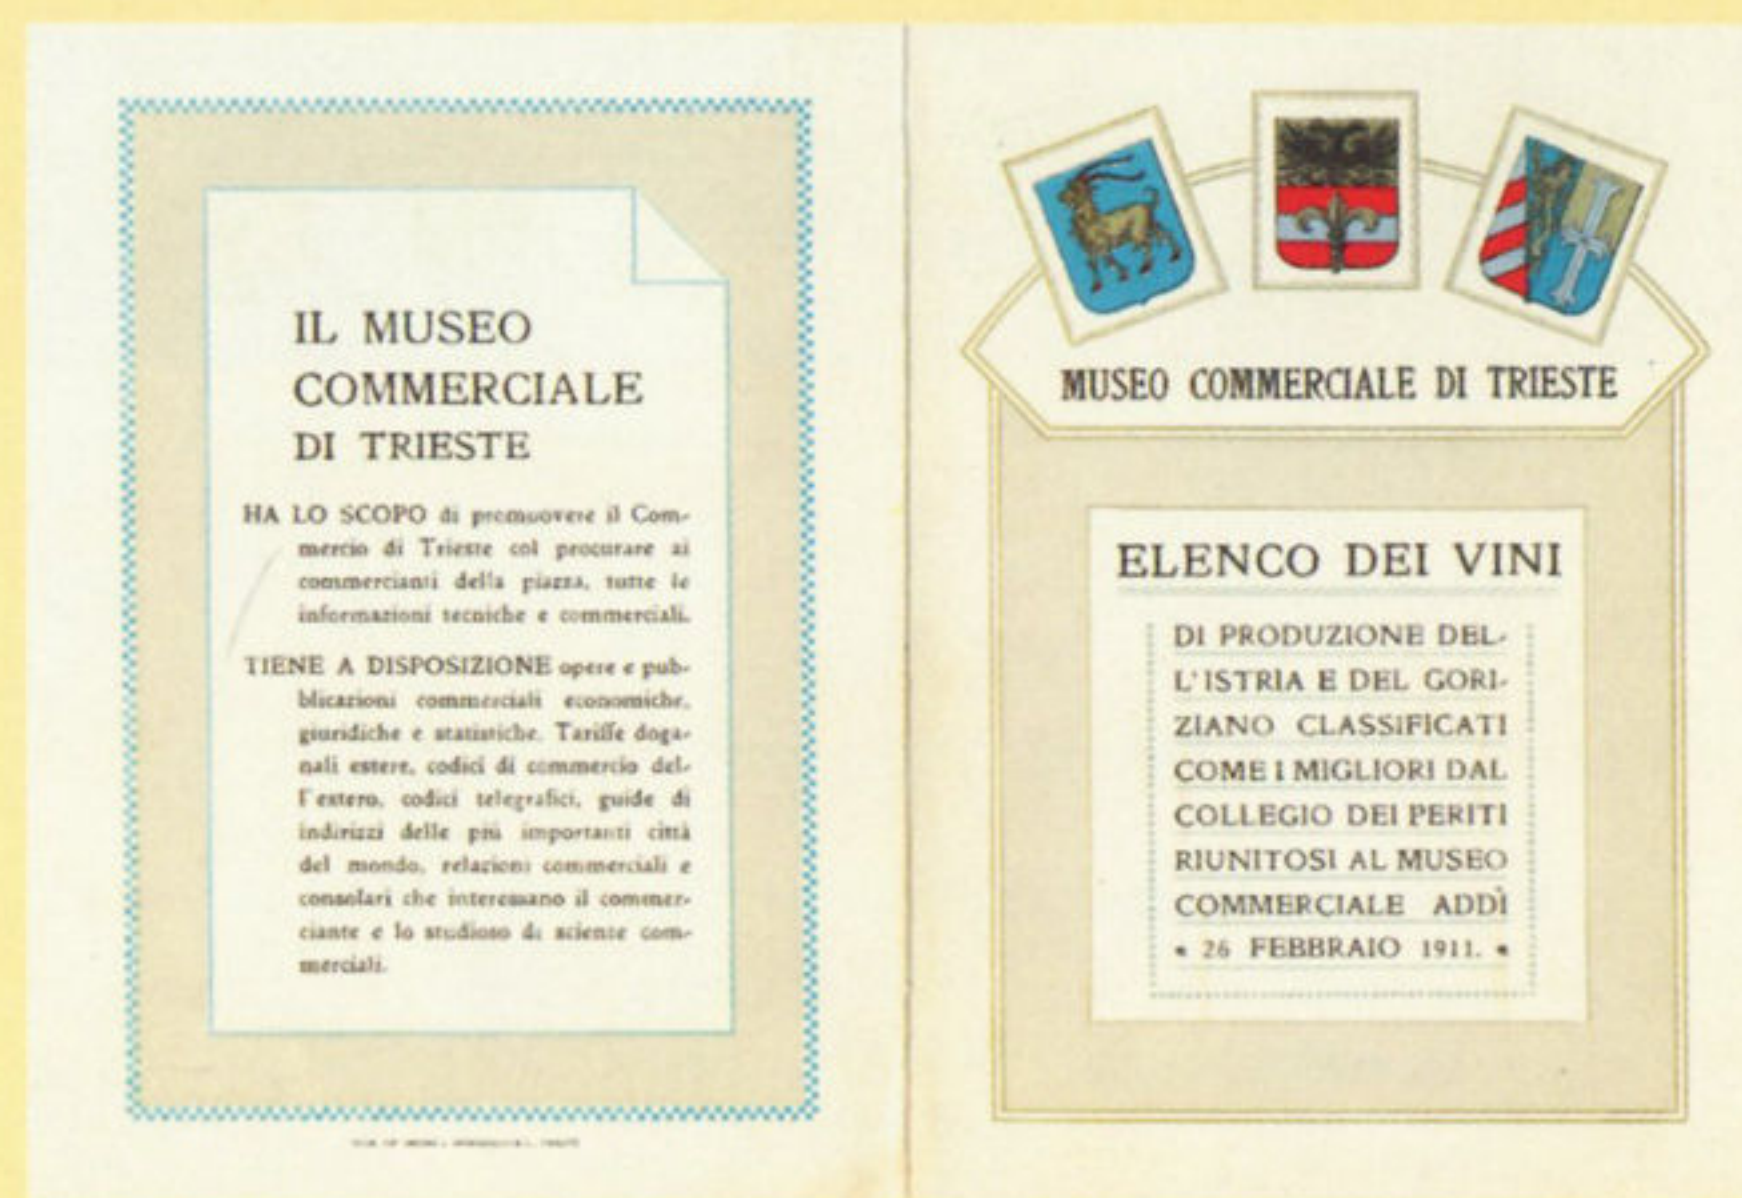 IL MUSEO
COMMERCIALE
DI TRIESTE
HA LO SCOPO di promuovere il Com-
mercio di Trieste col procurare ai
commercianti della piazza, tutte le
informazioni tecniche e commerciali.
TIENE A DISPOSIZIONE opere e pub-
blicazioni commerciali economiche,
giuridiche e statistiche. Tariffe doga-
nali estere, codici di commercio del-
l'estero, codici telegrafici, guide di
indirizzi delle più importanti città
del mondo, relazioni commerciali e
consolari che interessano il commer-
ciante e lo studioso di scienze com-
merciali.
MUSEO COMMERCIALE DI TRIESTE
ELENCO DEI VINI
DI PRODUZIONE DEL-
L'ISTRIA E DEL GORI-
ZIANO CLASSIFICATI
COME I MIGLIORI DAL
COLLEGIO DEI PERITI
RIUNITOSI AL MUSEO
COMMERCIALE ADDÌ
26 FEBBRAIO 1911.